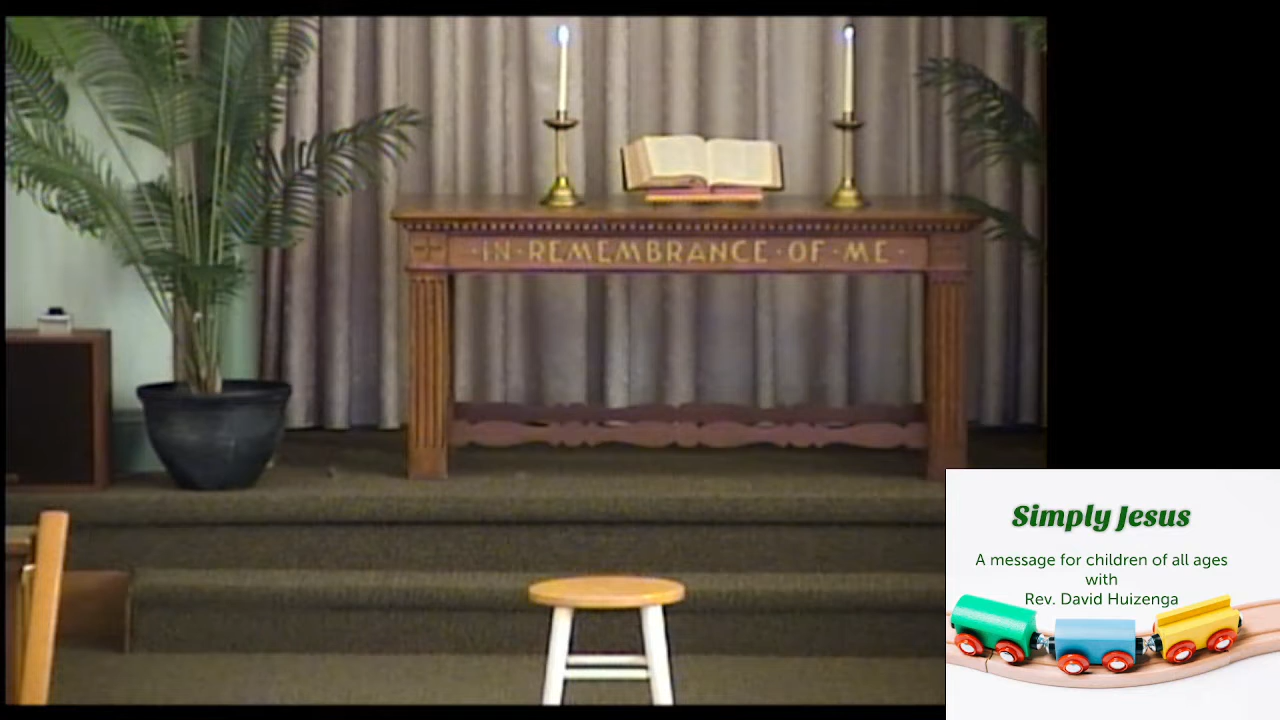 ·IN·REMEMBRANCE·OF·ME·
Simply Jesus
A message for children of all ages
with
Rev. David Huizenga